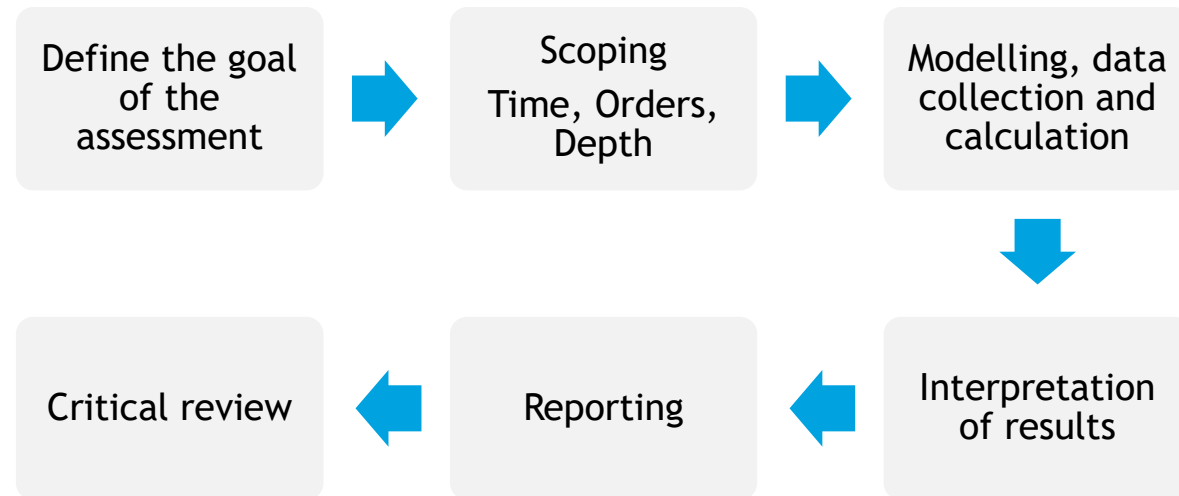 Define the goal
of the
assessment
Scoping
Time, Orders,
Depth
Modelling, data
collection and
calculation
Interpretation
of results
Reporting
Critical review